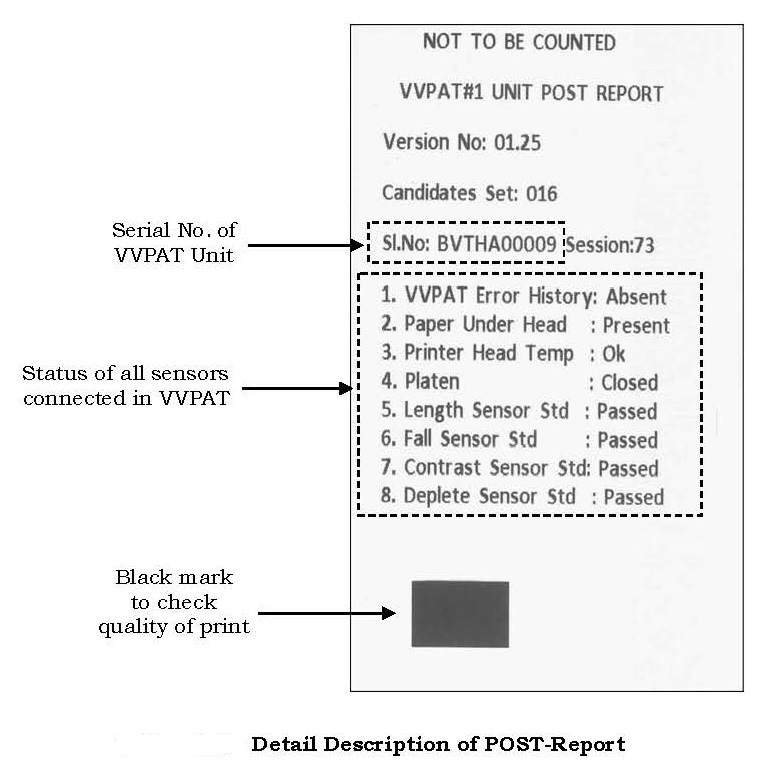 NOT TO BE COUNTED
VVPAT#1 UNIT POST REPORT
Version No: 01.25
Candidates Set: 016
Serial No. of
VVPAT Unit
Sl.No: BVTHA00009 Session:73
Status of all sensors
connected in VVPAT
1. VVPAT Error History: Absent
2. Paper Under Head : Present
3. Printer Head Temp : Ok
4. Platen : Closed
5. Length Sensor Std : Passed
6. Fall Sensor Std : Passed
7. Contrast Sensor Std: Passed
8. Deplete Sensor Std : Passed
Black mark
to check
quality of print
Detail Description of POST-Report